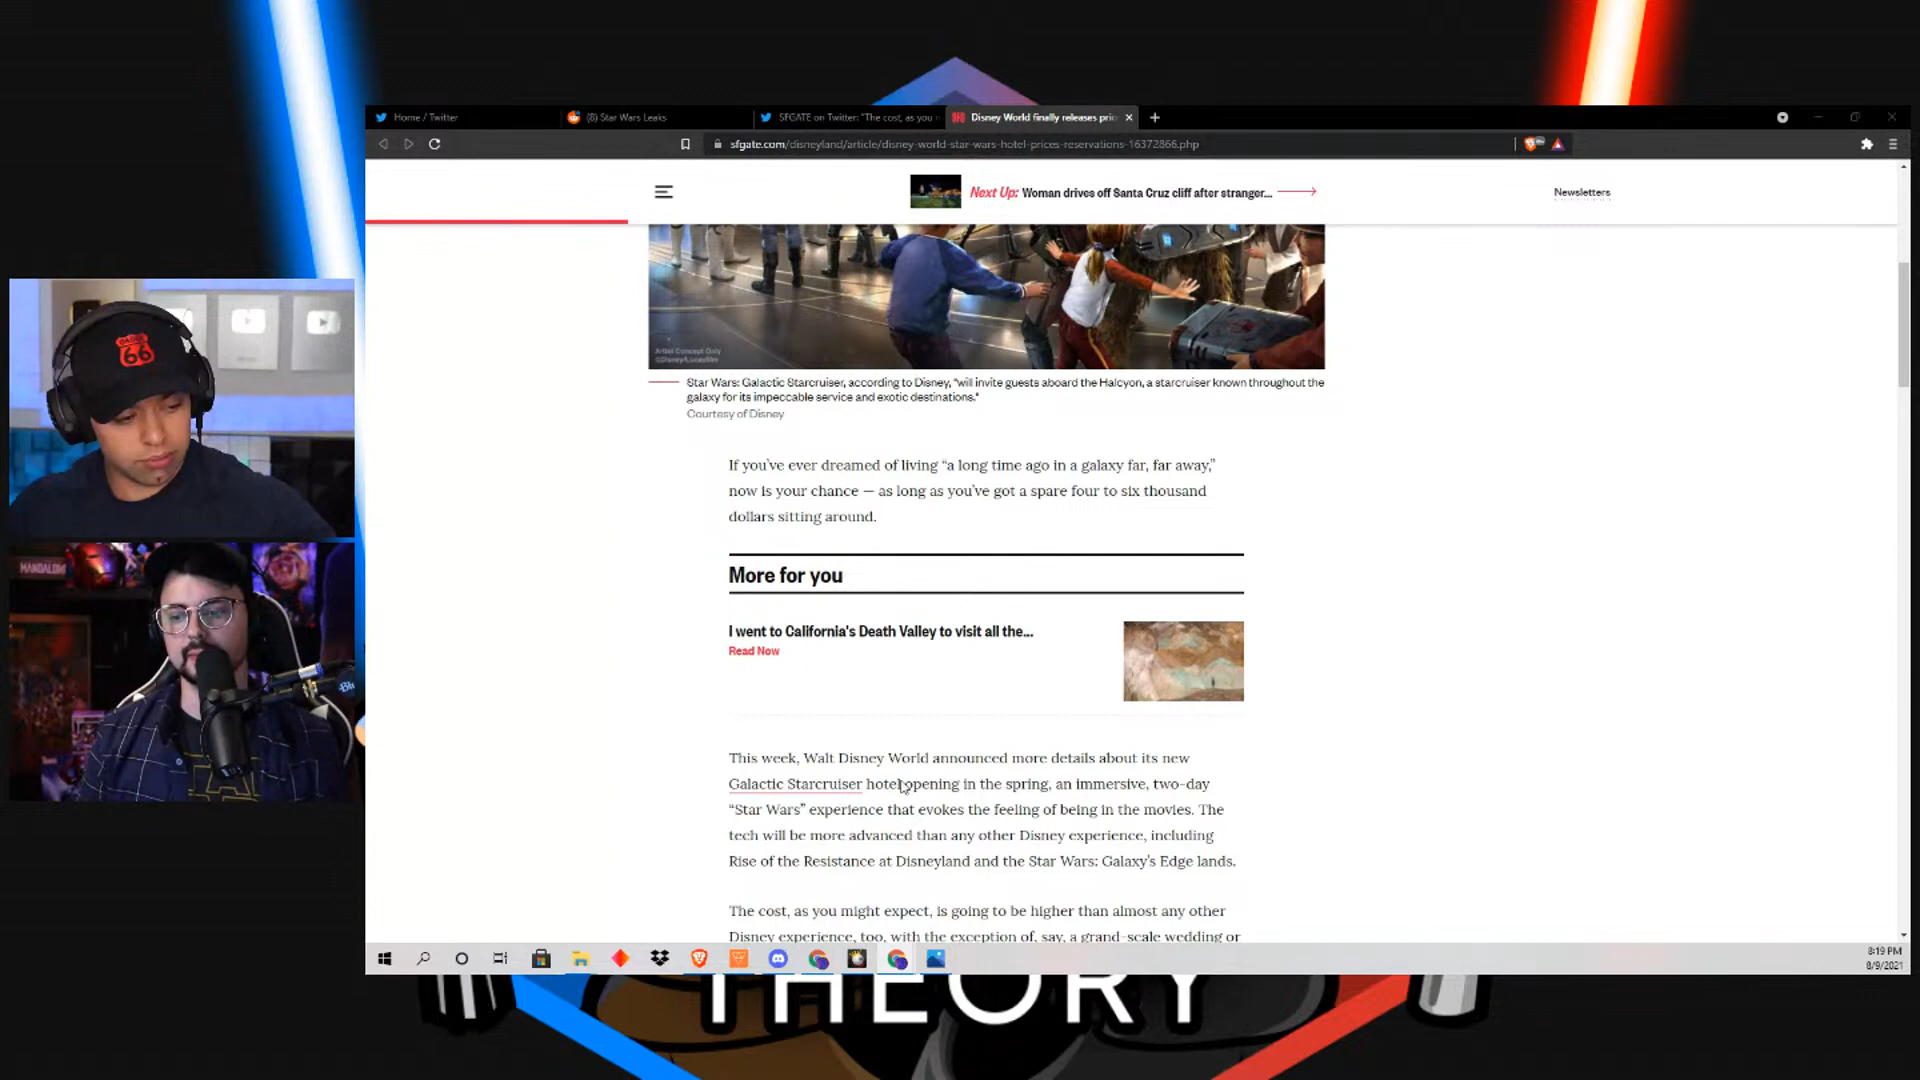 Home / Twitter
(8) Star Wars Leaks
SFGATE on Twitter: "The cost, as you
Disney World finally releases pri
sfgate.com/disneyland/article/disney-world-star-wars-hotel-prices-reservations-16372866.php
Next Up: Woman drives off Santa Cruz cliff after stranger...
Newsletters
Artist Concept Only
©Disney/Lucasfilm
Star Wars: Galactic Starcruiser, according to Disney, "will invite guests aboard the Halcyon, a starcruiser known throughout the
galaxy for its impeccable service and exotic destinations."
Courtesy of Disney
If you've ever dreamed of living “a long time ago in a galaxy far, far away,”
now is your chance — as long as you've got a spare four to six thousand
dollars sitting around.
More for you
I went to California's Death Valley to visit all the...
Read Now
This week, Walt Disney World announced more details about its new
Galactic Starcruiser hotel opening in the spring, an immersive, two-day
“Star Wars” experience that evokes the feeling of being in the movies. The
tech will be more advanced than any other Disney experience, including
Rise of the Resistance at Disneyland and the Star Wars: Galaxy's Edge lands.
The cost, as you might expect, is going to be higher than almost any other
Disney experience, too, with the exception of, say, a grand-scale wedding or
8:19 PM
8/9/2021
66
THEORY